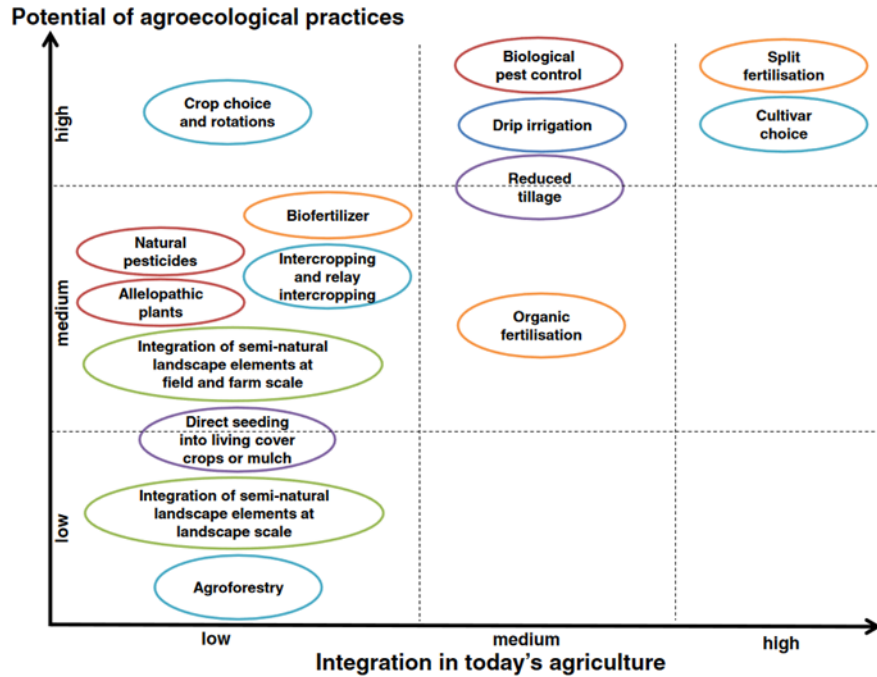 Potential of agroecological practices
high
medium
low
Crop choice
and rotations
Biological
pest control
Drip irrigation
Reduced
tillage
Split
fertilisation
Cultivar
choice
Biofertilizer
Natural
pesticides
Intercropping
and relay
intercropping
Allelopathic
plants
Organic
fertilisation
Integration of semi-natural
landscape elements at
field and farm scale
Direct seeding
into living cover
crops or mulch
Integration of semi-natural
landscape elements at
landscape scale
Agroforestry
low
medium
high
Integration in today's agriculture